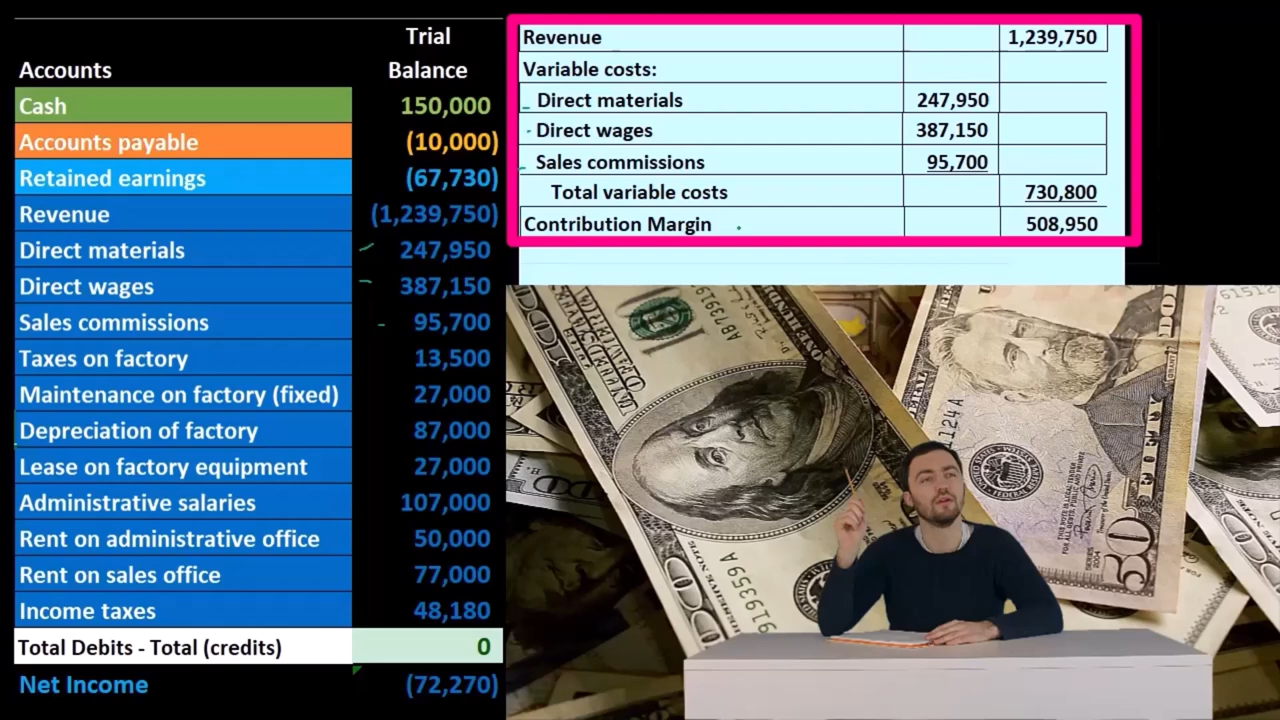 Trial
Accounts Balance
Cash 150,000
Accounts payable (10,000)
Retained earnings (67,730)
Revenue (1,239,750)
Direct materials 247,950
Direct wages 387,150
Sales commissions 95,700
Taxes on factory 13,500
Maintenance on factory (fixed) 27,000
Depreciation of factory 87,000
Lease on factory equipment 27,000
Administrative salaries 107,000
Rent on administrative office 50,000
Rent on sales office 77,000
Income taxes 48,180
Total Debits - Total (credits) 0
Net Income (72,270)
Revenue 1,239,750
Variable costs:
Direct materials 247,950
Direct wages 387,150
Sales commissions 95,700
Total variable costs 730,800
Contribution Margin 508,950
100
50